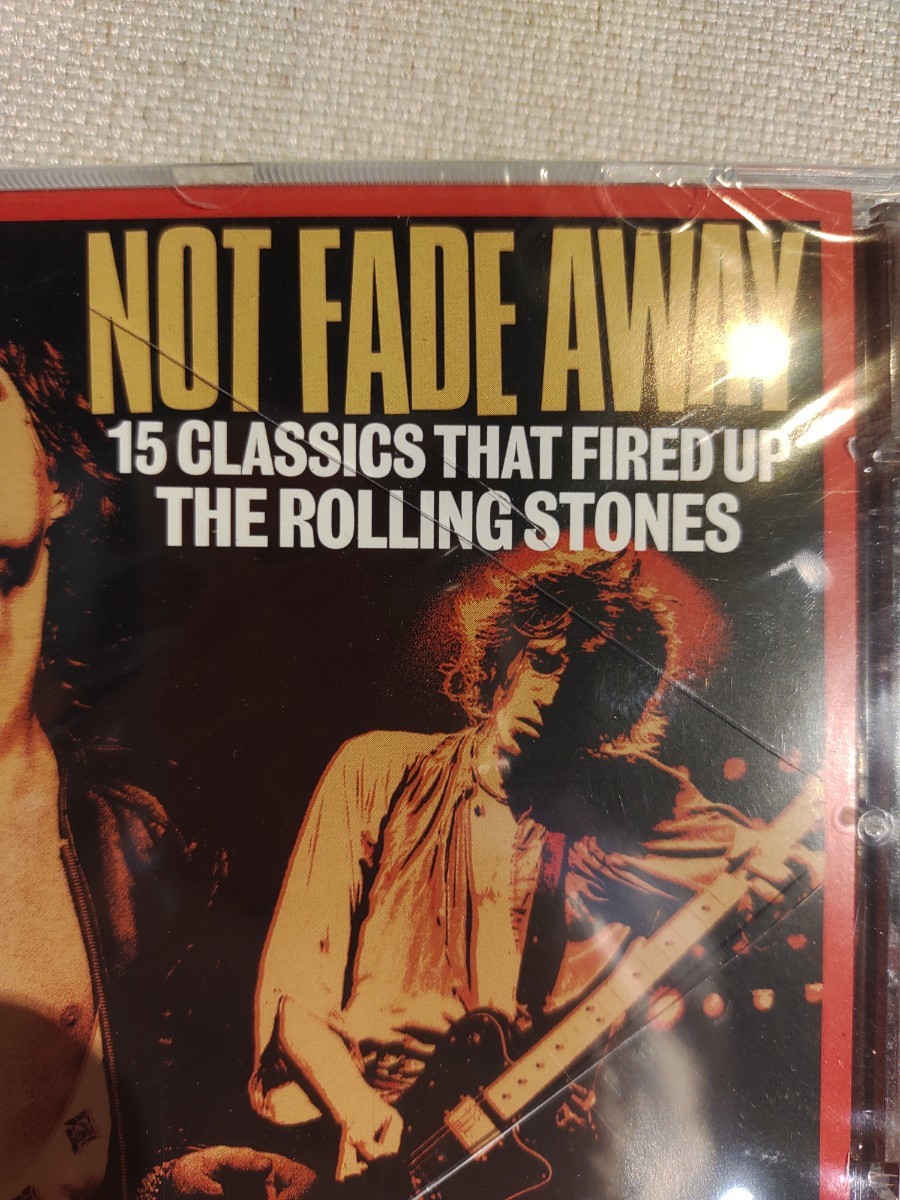 NOT FADE AWAY
15 CLASSICS THAT FIRED UP
THE ROLLING STONES